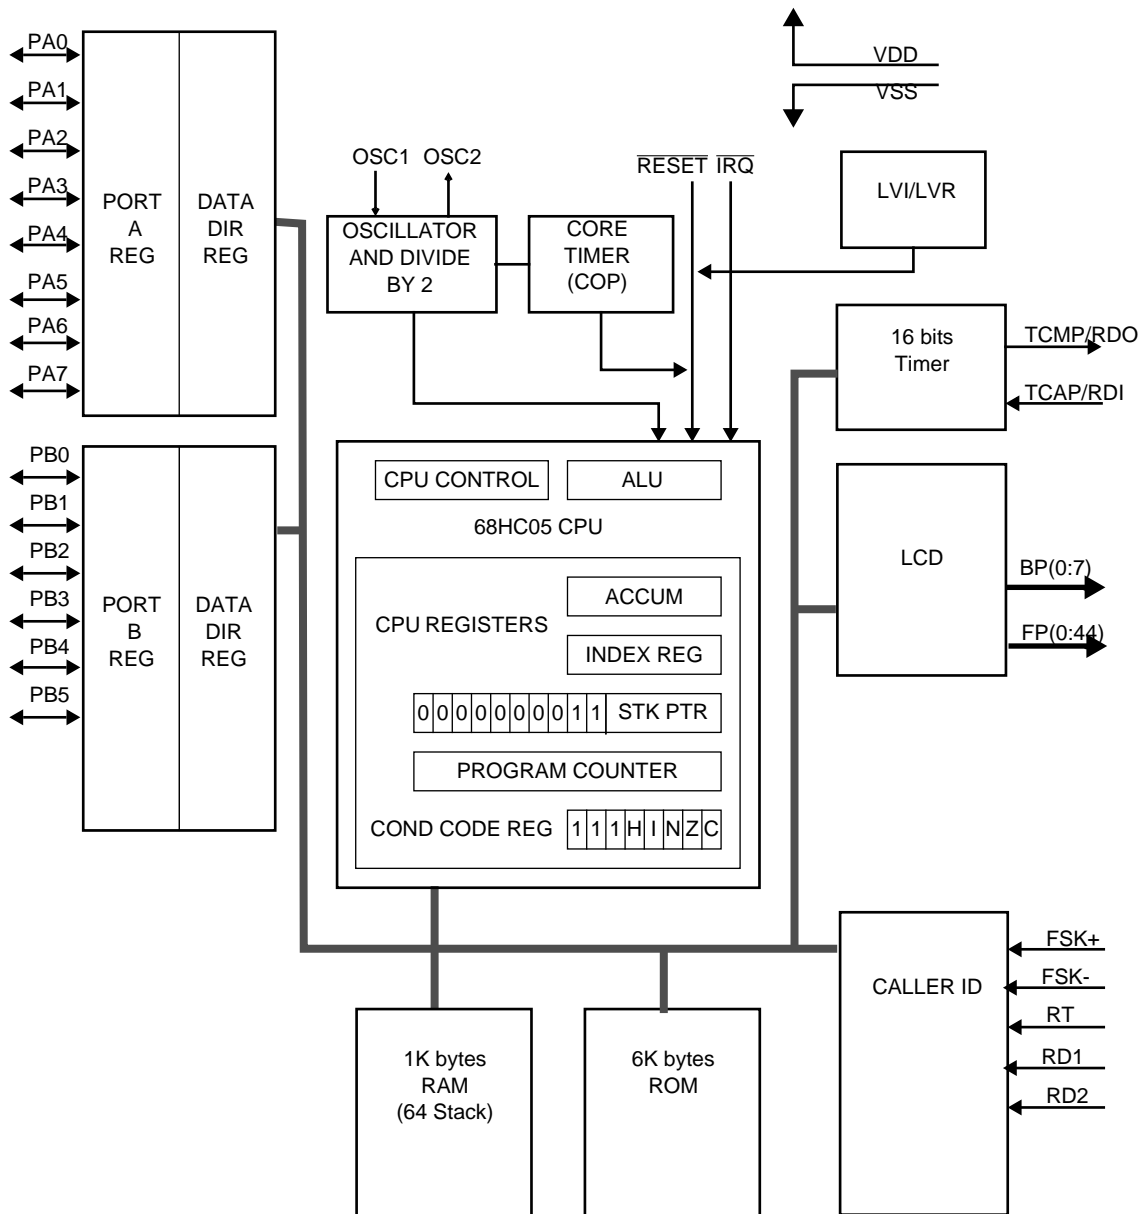 PA0
PA1
PA2
PA3
PA4
PA5
PA6
PA7
PORT
A
REG
DATA
DIR
REG
PB0
PB1
PB2
PB3
PB4
PB5
PORT
B
REG
DATA
DIR
REG
OSC1 OSC2
OSCILLATOR
AND DIVIDE
BY 2
CORE
TIMER
(COP)
RESET IRQ
VDD
VSS
LVI/LVR
16 bits
Timer
TCMP/RDO
TCAP/RDI
LCD
BP(0:7)
FP(0:44)
CPU CONTROL
ALU
68HC05 CPU
CPU REGISTERS
ACCUM
INDEX REG
0 0 0 0 0 0 0 0 1 1 STK PTR
PROGRAM COUNTER
COND CODE REG 1 1 1 H I N Z C
1K bytes
RAM
(64 Stack)
6K bytes
ROM
CALLER ID
FSK+
FSK-
RT
RD1
RD2